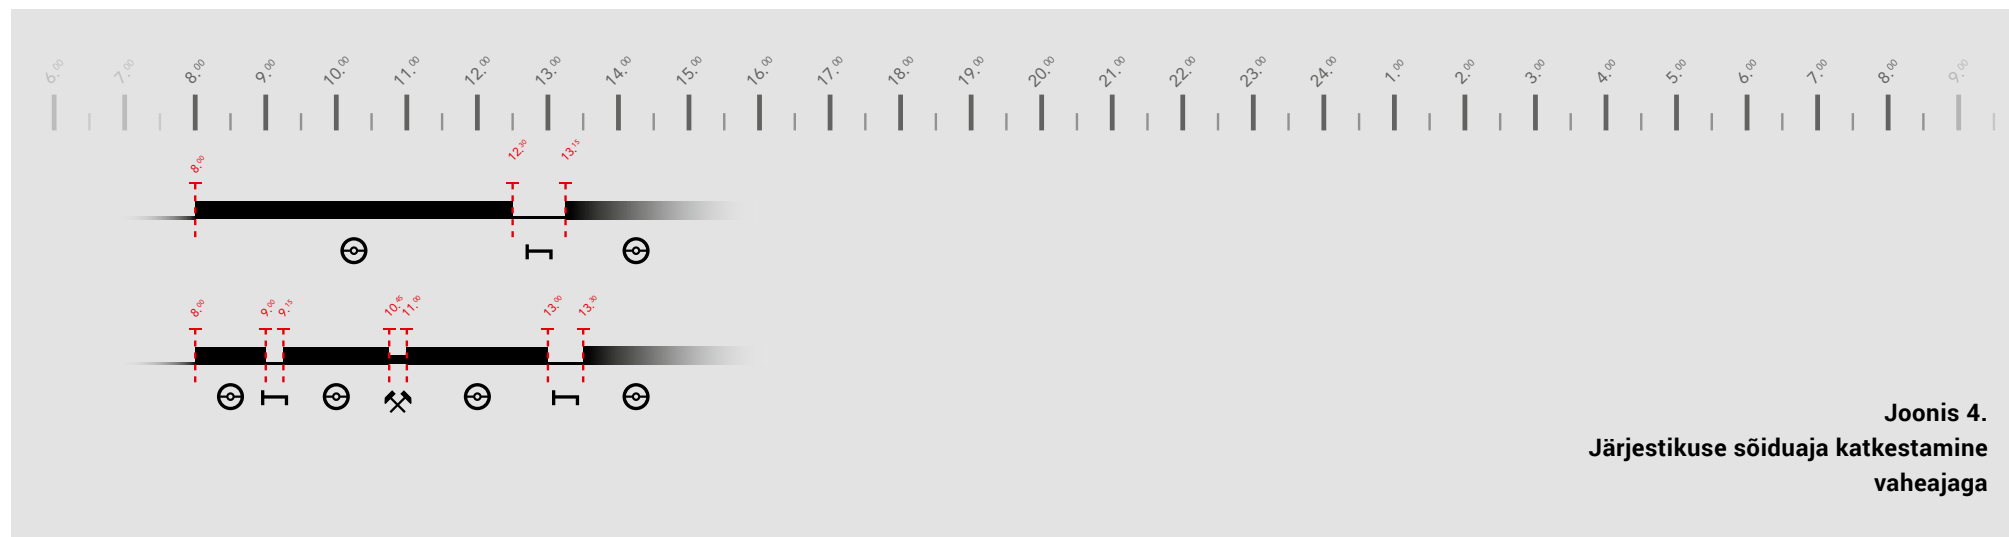 6.00 7.00 8.00 9.00 10.00 11.00 12.00 13.00 14.00 15.00 16.00 17.00 18.00 19.00 20.00 21.00 22.00 23.00 24.00 1.00 2.00 3.00 4.00 5.00 6.00 7.00 8.00 9.00
8.00 12.30 13.15
8.00 9.00 9.15 10.45 11.00 13.00 13.30
Joonis 4.
Järjestikuse sõiduaja katkestamine
vaheajaga